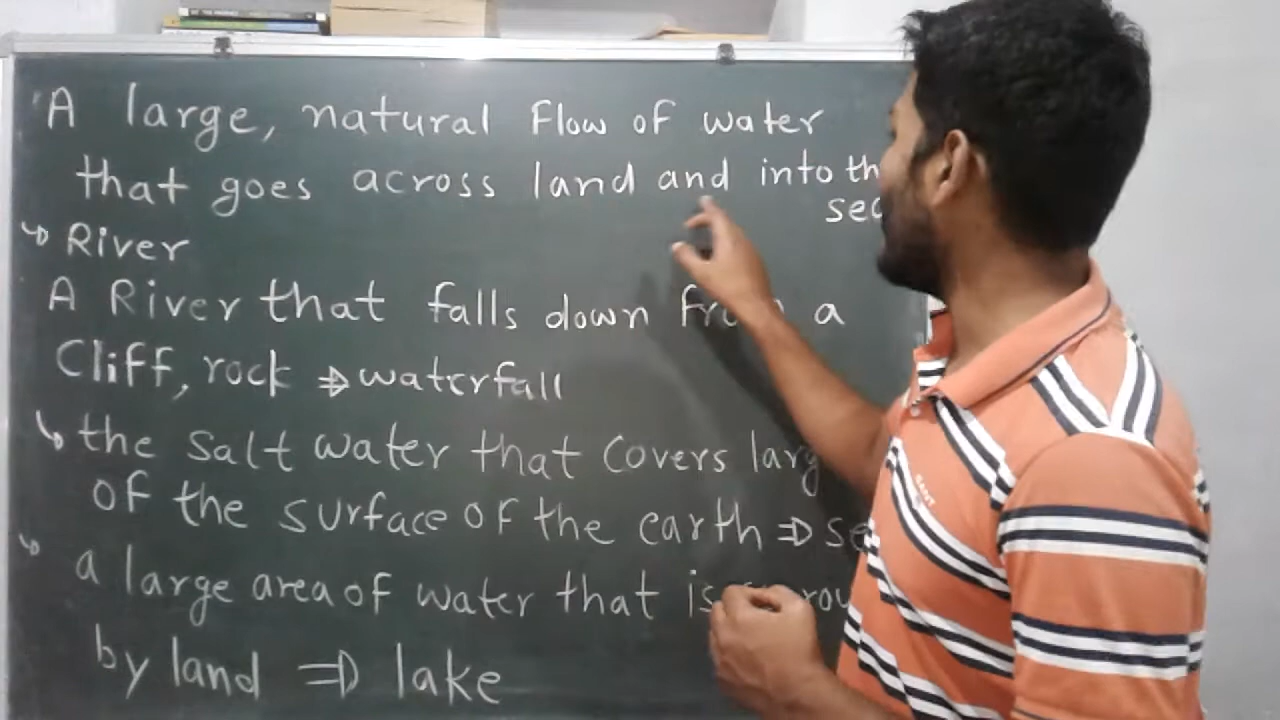 A large, natural Flow of water
that goes across land and into th
sea
River
A River that falls down from a
Cliff, rock ⇒ waterfall
the salt water that covers larg
of the surface of the earth ⇒ se
a large area of water that is
by land ⇒ lake